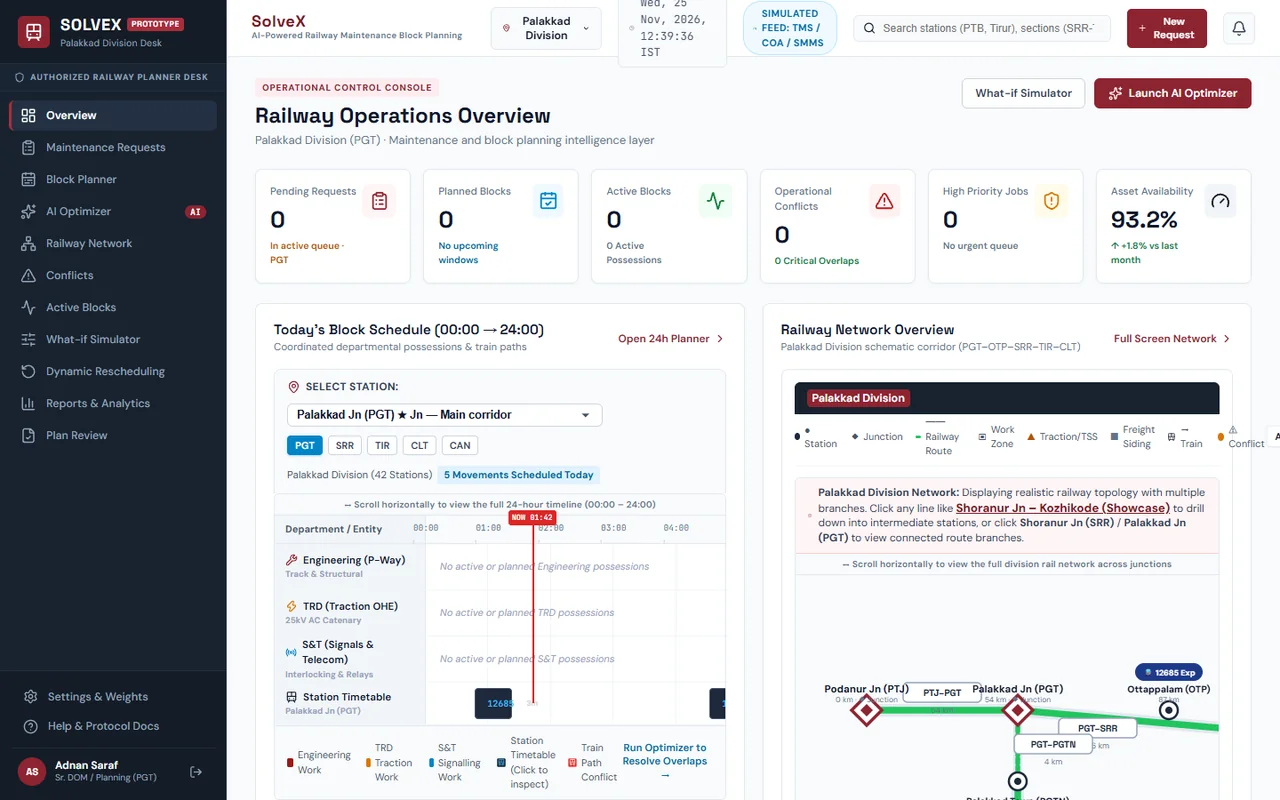 SOLVEX PROTOTYPE
Palakkad Division Desk
AUTHORIZED RAILWAY PLANNER DESK
Overview
Maintenance Requests
Block Planner
AI Optimizer AI
Railway Network
Conflicts
Active Blocks
What-if Simulator
Dynamic Rescheduling
Reports & Analytics
Plan Review
Settings & Weights
Help & Protocol Docs
AS
Adnan Saraf
Sr. DOM / Planning (PGT)
SolveX
AI-Powered Railway Maintenance Block Planning
Palakkad
Division
Wed, 25
Nov, 2026,
12:39:36
IST
SIMULATED
FEED: TMS /
COA / SMMS
Search stations (PTB, Tirur), sections (SRR-
+ New
Request
OPERATIONAL CONTROL CONSOLE
Railway Operations Overview
Palakkad Division (PGT) · Maintenance and block planning intelligence layer
What-if Simulator
Launch AI Optimizer
Pending Requests
0
In active queue ·
PGT
Planned Blocks
0
No upcoming
windows
Active Blocks
0
0 Active
Possessions
Operational
Conflicts
0
0 Critical Overlaps
High Priority Jobs
0
No urgent queue
Asset Availability
93.2%
↑ +1.8% vs last
month
Today's Block Schedule (00:00 → 24:00)
Coordinated departmental possessions & train paths
Open 24h Planner
SELECT STATION:
Palakkad Jn (PGT) ★ Jn — Main corridor
PGT SRR TIR CLT CAN
Palakkad Division (42 Stations) 5 Movements Scheduled Today
↔ Scroll horizontally to view the full 24-hour timeline (00:00 – 24:00)
NOW 01:42
Department / Entity 00:00 01:00 02:00 03:00 04:00
Engineering (P-Way)
Track & Structural
No active or planned Engineering possessions
TRD (Traction OHE)
25kV AC Catenary
No active or planned TRD possessions
S&T (Signals &
Telecom)
Interlocking & Relays
No active or planned S&T possessions
Station Timetable
Palakkad Jn (PGT)
12685
Engineering
Work
TRD
Traction
Work
S&T
Signalling
Work
Station
Timetable
(Click to
inspect)
Train
Path
Conflict
Run Optimizer to
Resolve Overlaps
→
Railway Network Overview
Palakkad Division schematic corridor (PGT–OTP–SRR–TIR–CLT)
Full Screen Network
Palakkad Division
● Station
Junction
Railway
Route
Work
Zone
Traction/TSS
Freight
Siding
→
Train
⚠
Conflict
Palakkad Division Network: Displaying realistic railway topology with multiple
branches. Click any line like Shoranur Jn – Kozhikode (Showcase) to drill
down into intermediate stations, or click Shoranur Jn (SRR) / Palakkad Jn
(PGT) to view connected route branches.
↔ Scroll horizontally to view the full division rail network across junctions
12685 Exp
Podanur Jn (PTJ)
PTJ–PGT
Palakkad Jn (PGT)
Ottappalam (OTP)
PGT–SRR
PGT–PGTN
4 km